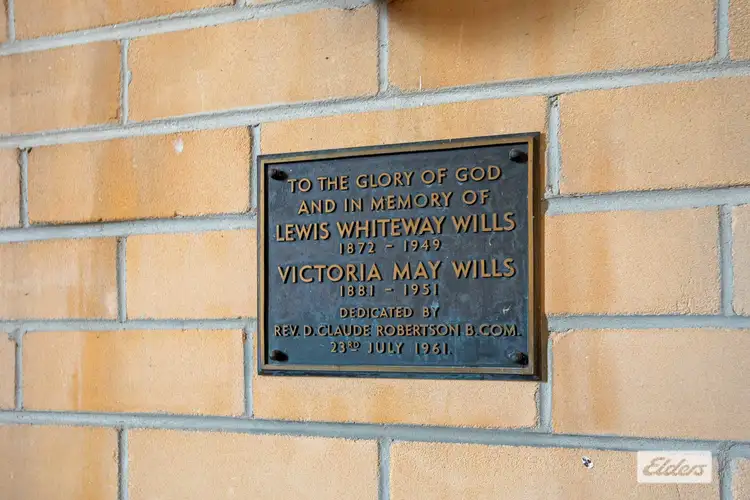 TO THE GLORY OF GOD
AND IN MEMORY OF
LEWIS WHITEWAY WILLS
1872 - 1949
VICTORIA MAY WILLS
1881 - 1951
DEDICATED BY
REV. D. CLAUDE ROBERTSON B. COM.
23RD JULY 1961.
Elders